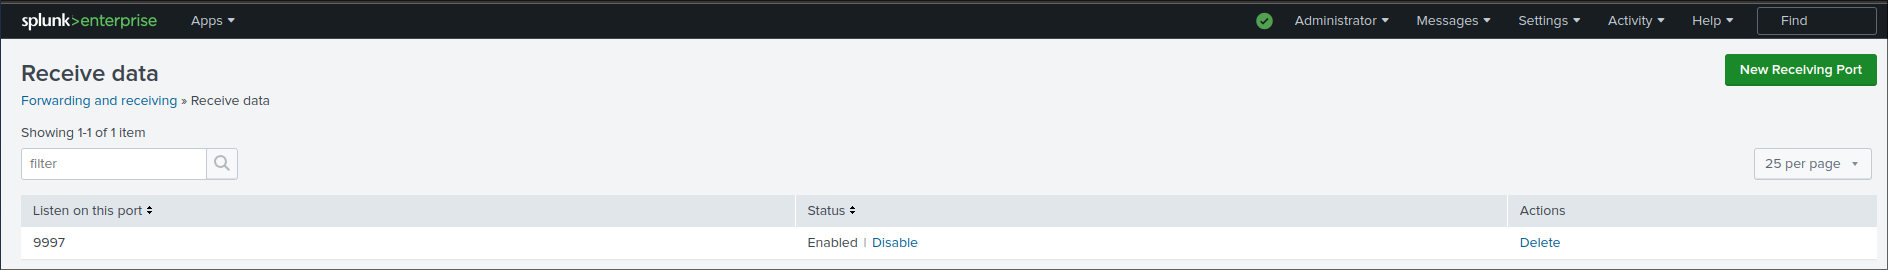 splunk>enterprise Apps Administrator Messages Settings Activity Help Find
Receive data New Receiving Port
Forwarding and receiving » Receive data
Showing 1-1 of 1 item
filter 25 per page
Listen on this port Status Actions
9997 Enabled | Disable Delete